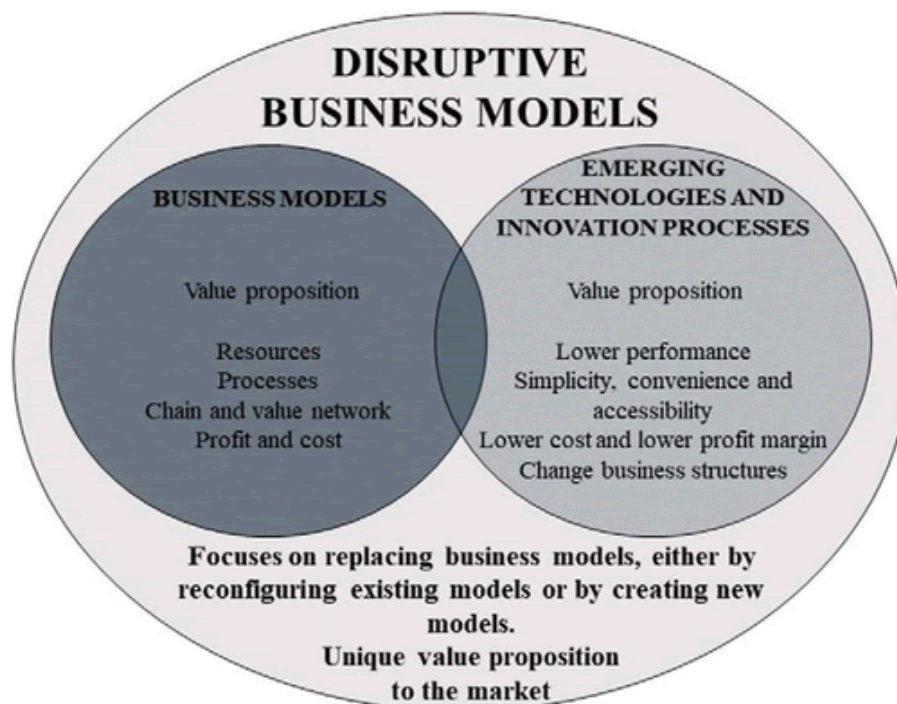 DISRUPTIVE
BUSINESS MODELS
BUSINESS MODELS
Value proposition
Resources
Processes
Chain and value network
Profit and cost
EMERGING
TECHNOLOGIES AND
INNOVATION PROCESSES
Value proposition
Lower performance
Simplicity, convenience and
accessibility
Lower cost and lower profit margin
Change business structures
Focuses on replacing business models, either by
reconfiguring existing models or by creating new
models.
Unique value proposition
to the market